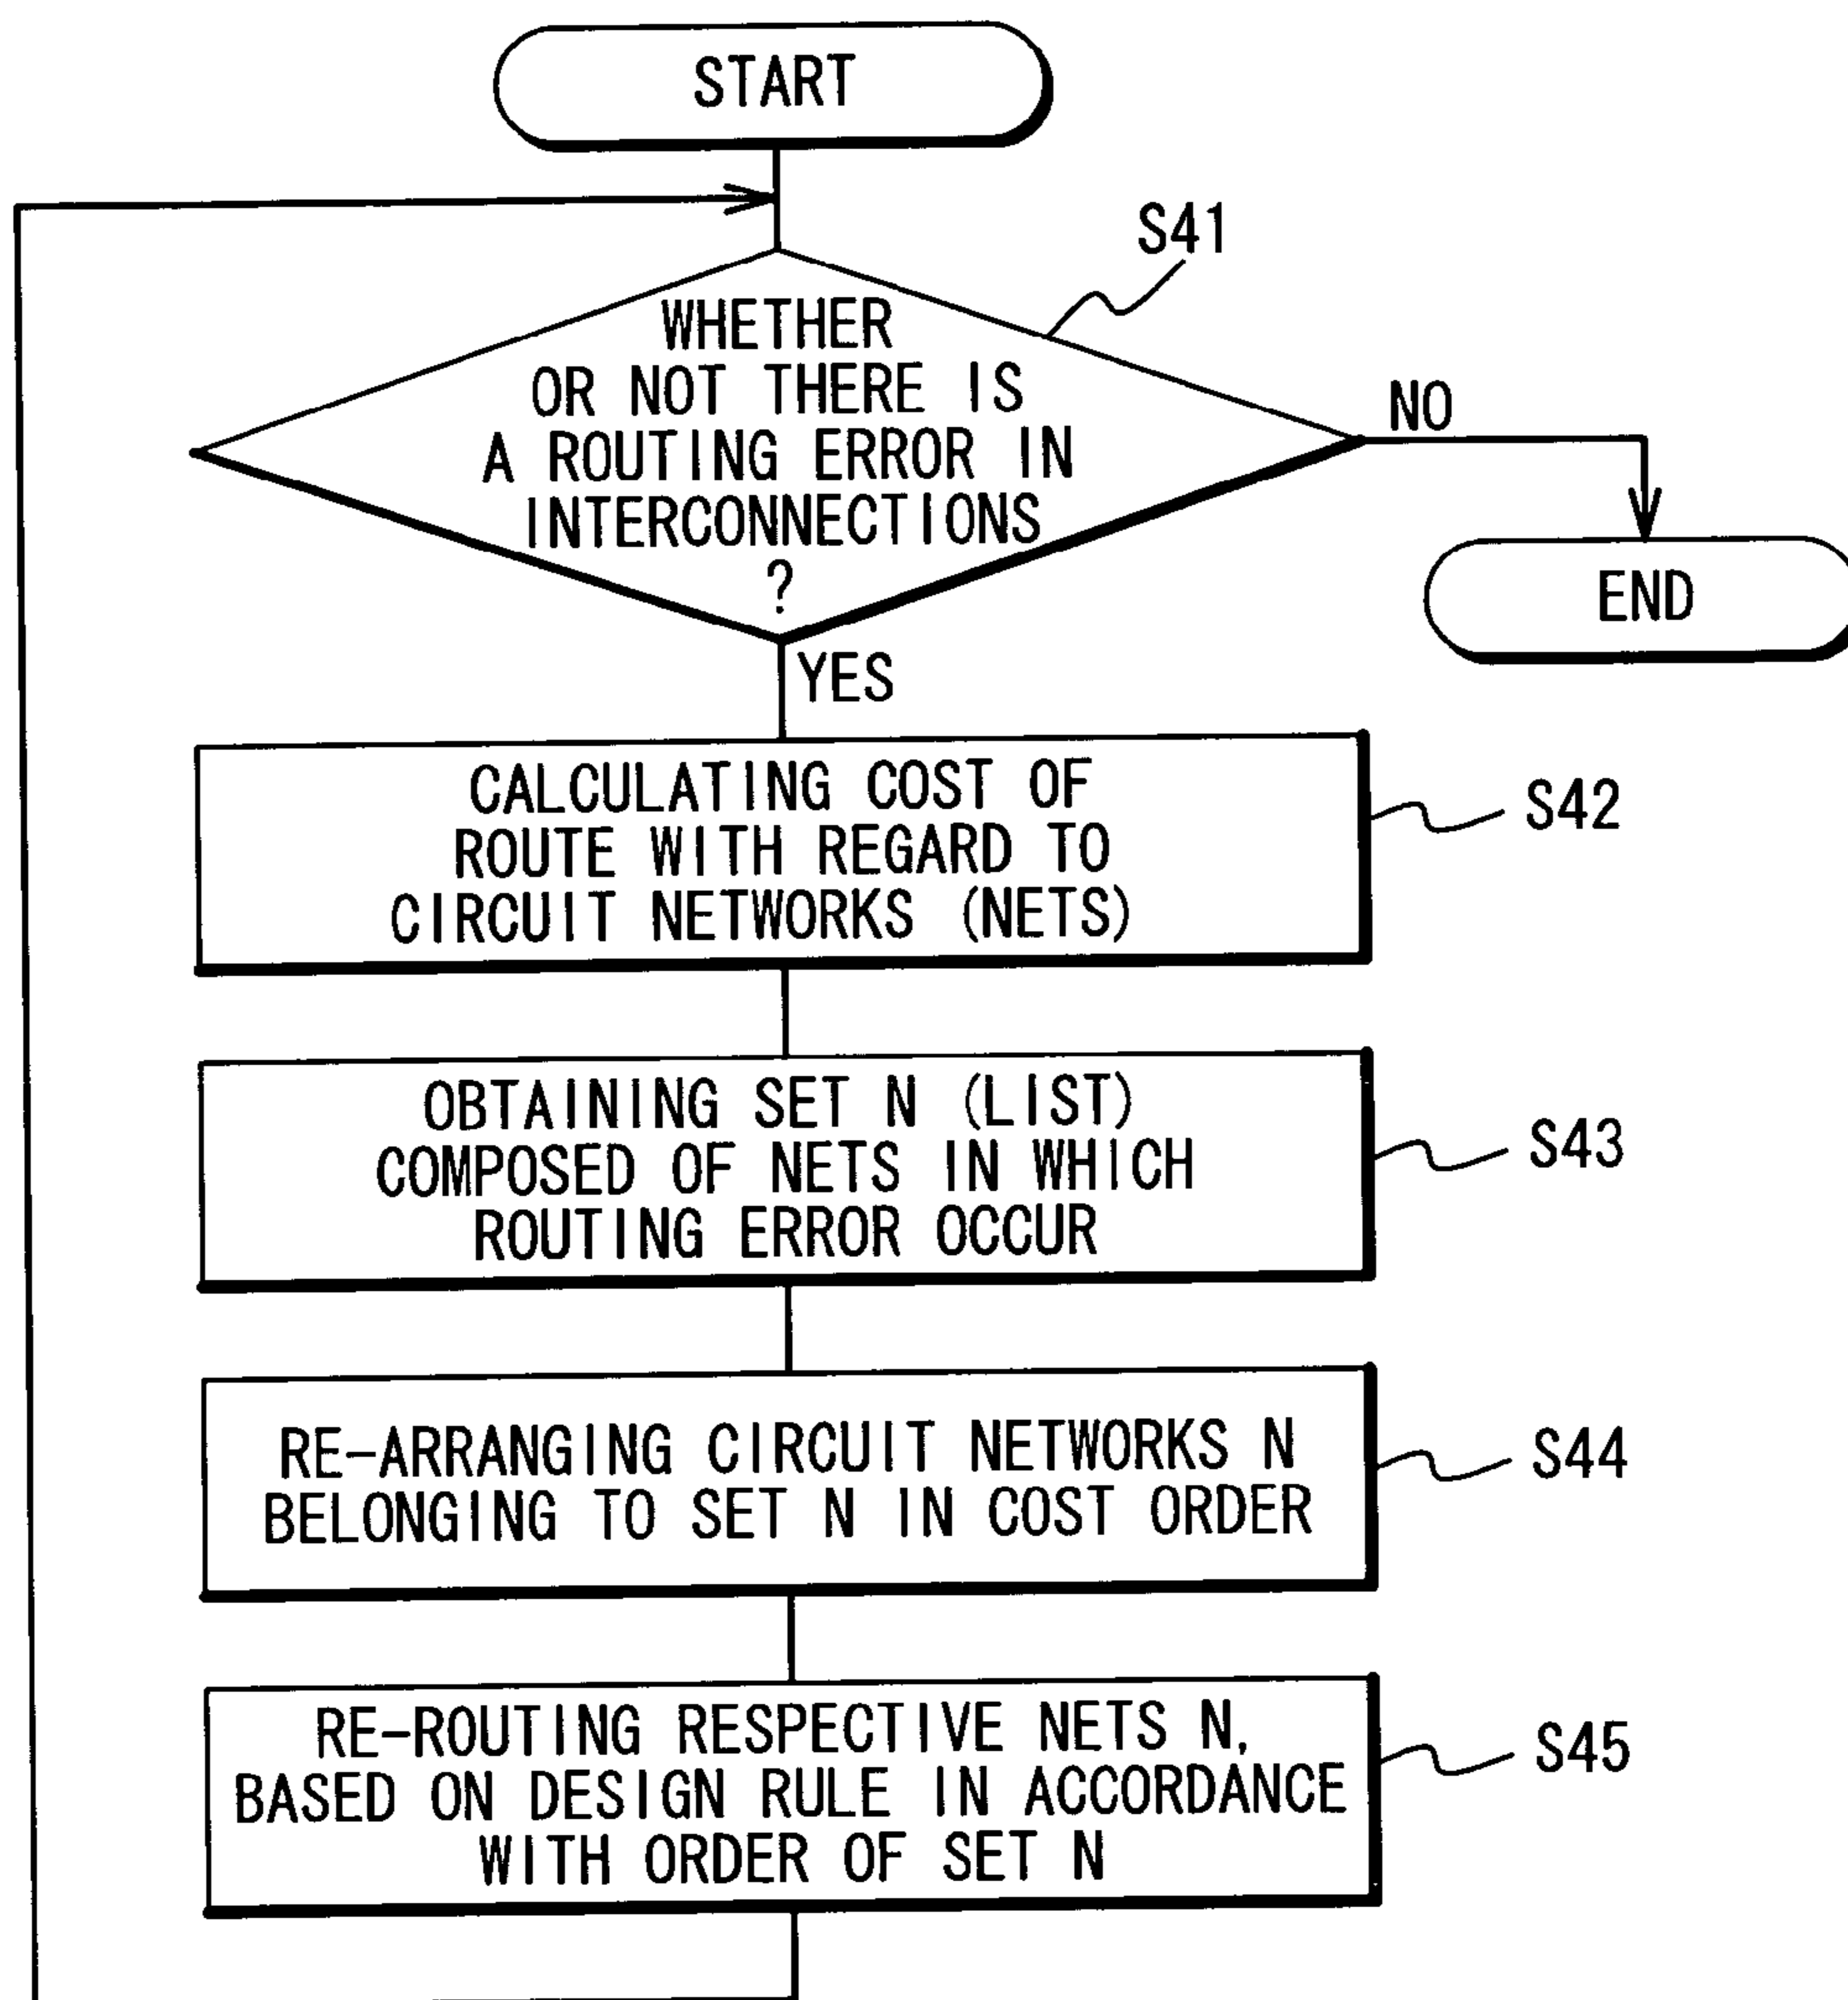 START
S41
WHETHER
OR NOT THERE IS
A ROUTING ERROR IN
INTERCONNECTIONS
?
NO
END
YES
CALCULATING COST OF
ROUTE WITH REGARD TO
CIRCUIT NETWORKS (NETS)
S42
OBTAINING SET N (LIST)
COMPOSED OF NETS IN WHICH
ROUTING ERROR OCCUR
S43
RE-ARRANGING CIRCUIT NETWORKS N
BELONGING TO SET N IN COST ORDER
S44
RE-ROUTING RESPECTIVE NETS N,
BASED ON DESIGN RULE IN ACCORDANCE
WITH ORDER OF SET N
S45